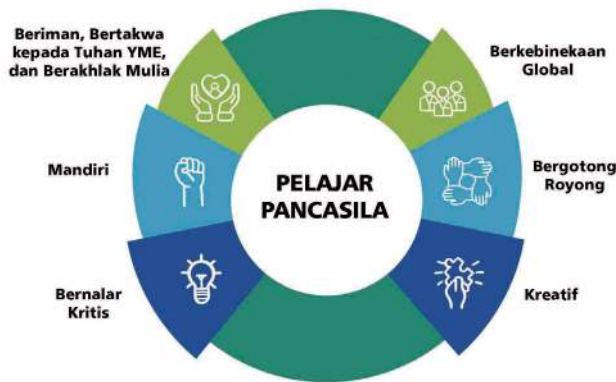 Beriman, Bertakwa
kepada Tuhan YME,
dan Berakhlak Mulia
Berkebinekaan
Global
Mandiri
PELAJAR
PANCASILA
Bergotong
Royong
Bernalar
Kritis
Kreatif